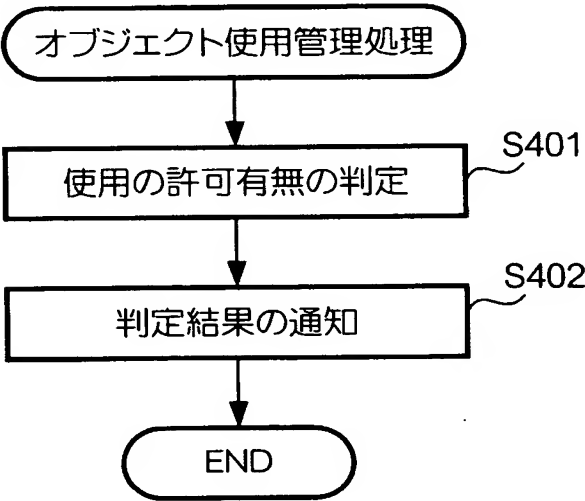 オブジェクト使用管理処理
S401
使用の許可有無の判定
S402
判定結果の通知
END